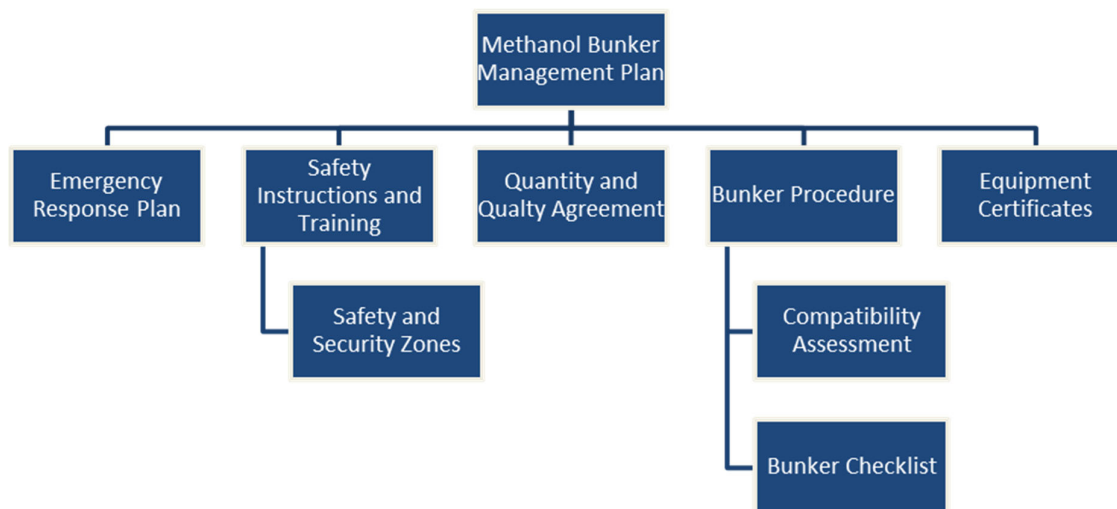 Methanol Bunker
Management Plan
Emergency
Response Plan
Safety
Instructions and
Training
Quantity and
Qualty Agreement
Bunker Procedure
Equipment
Certificates
Safety and
Security Zones
Compatibility
Assessment
Bunker Checklist